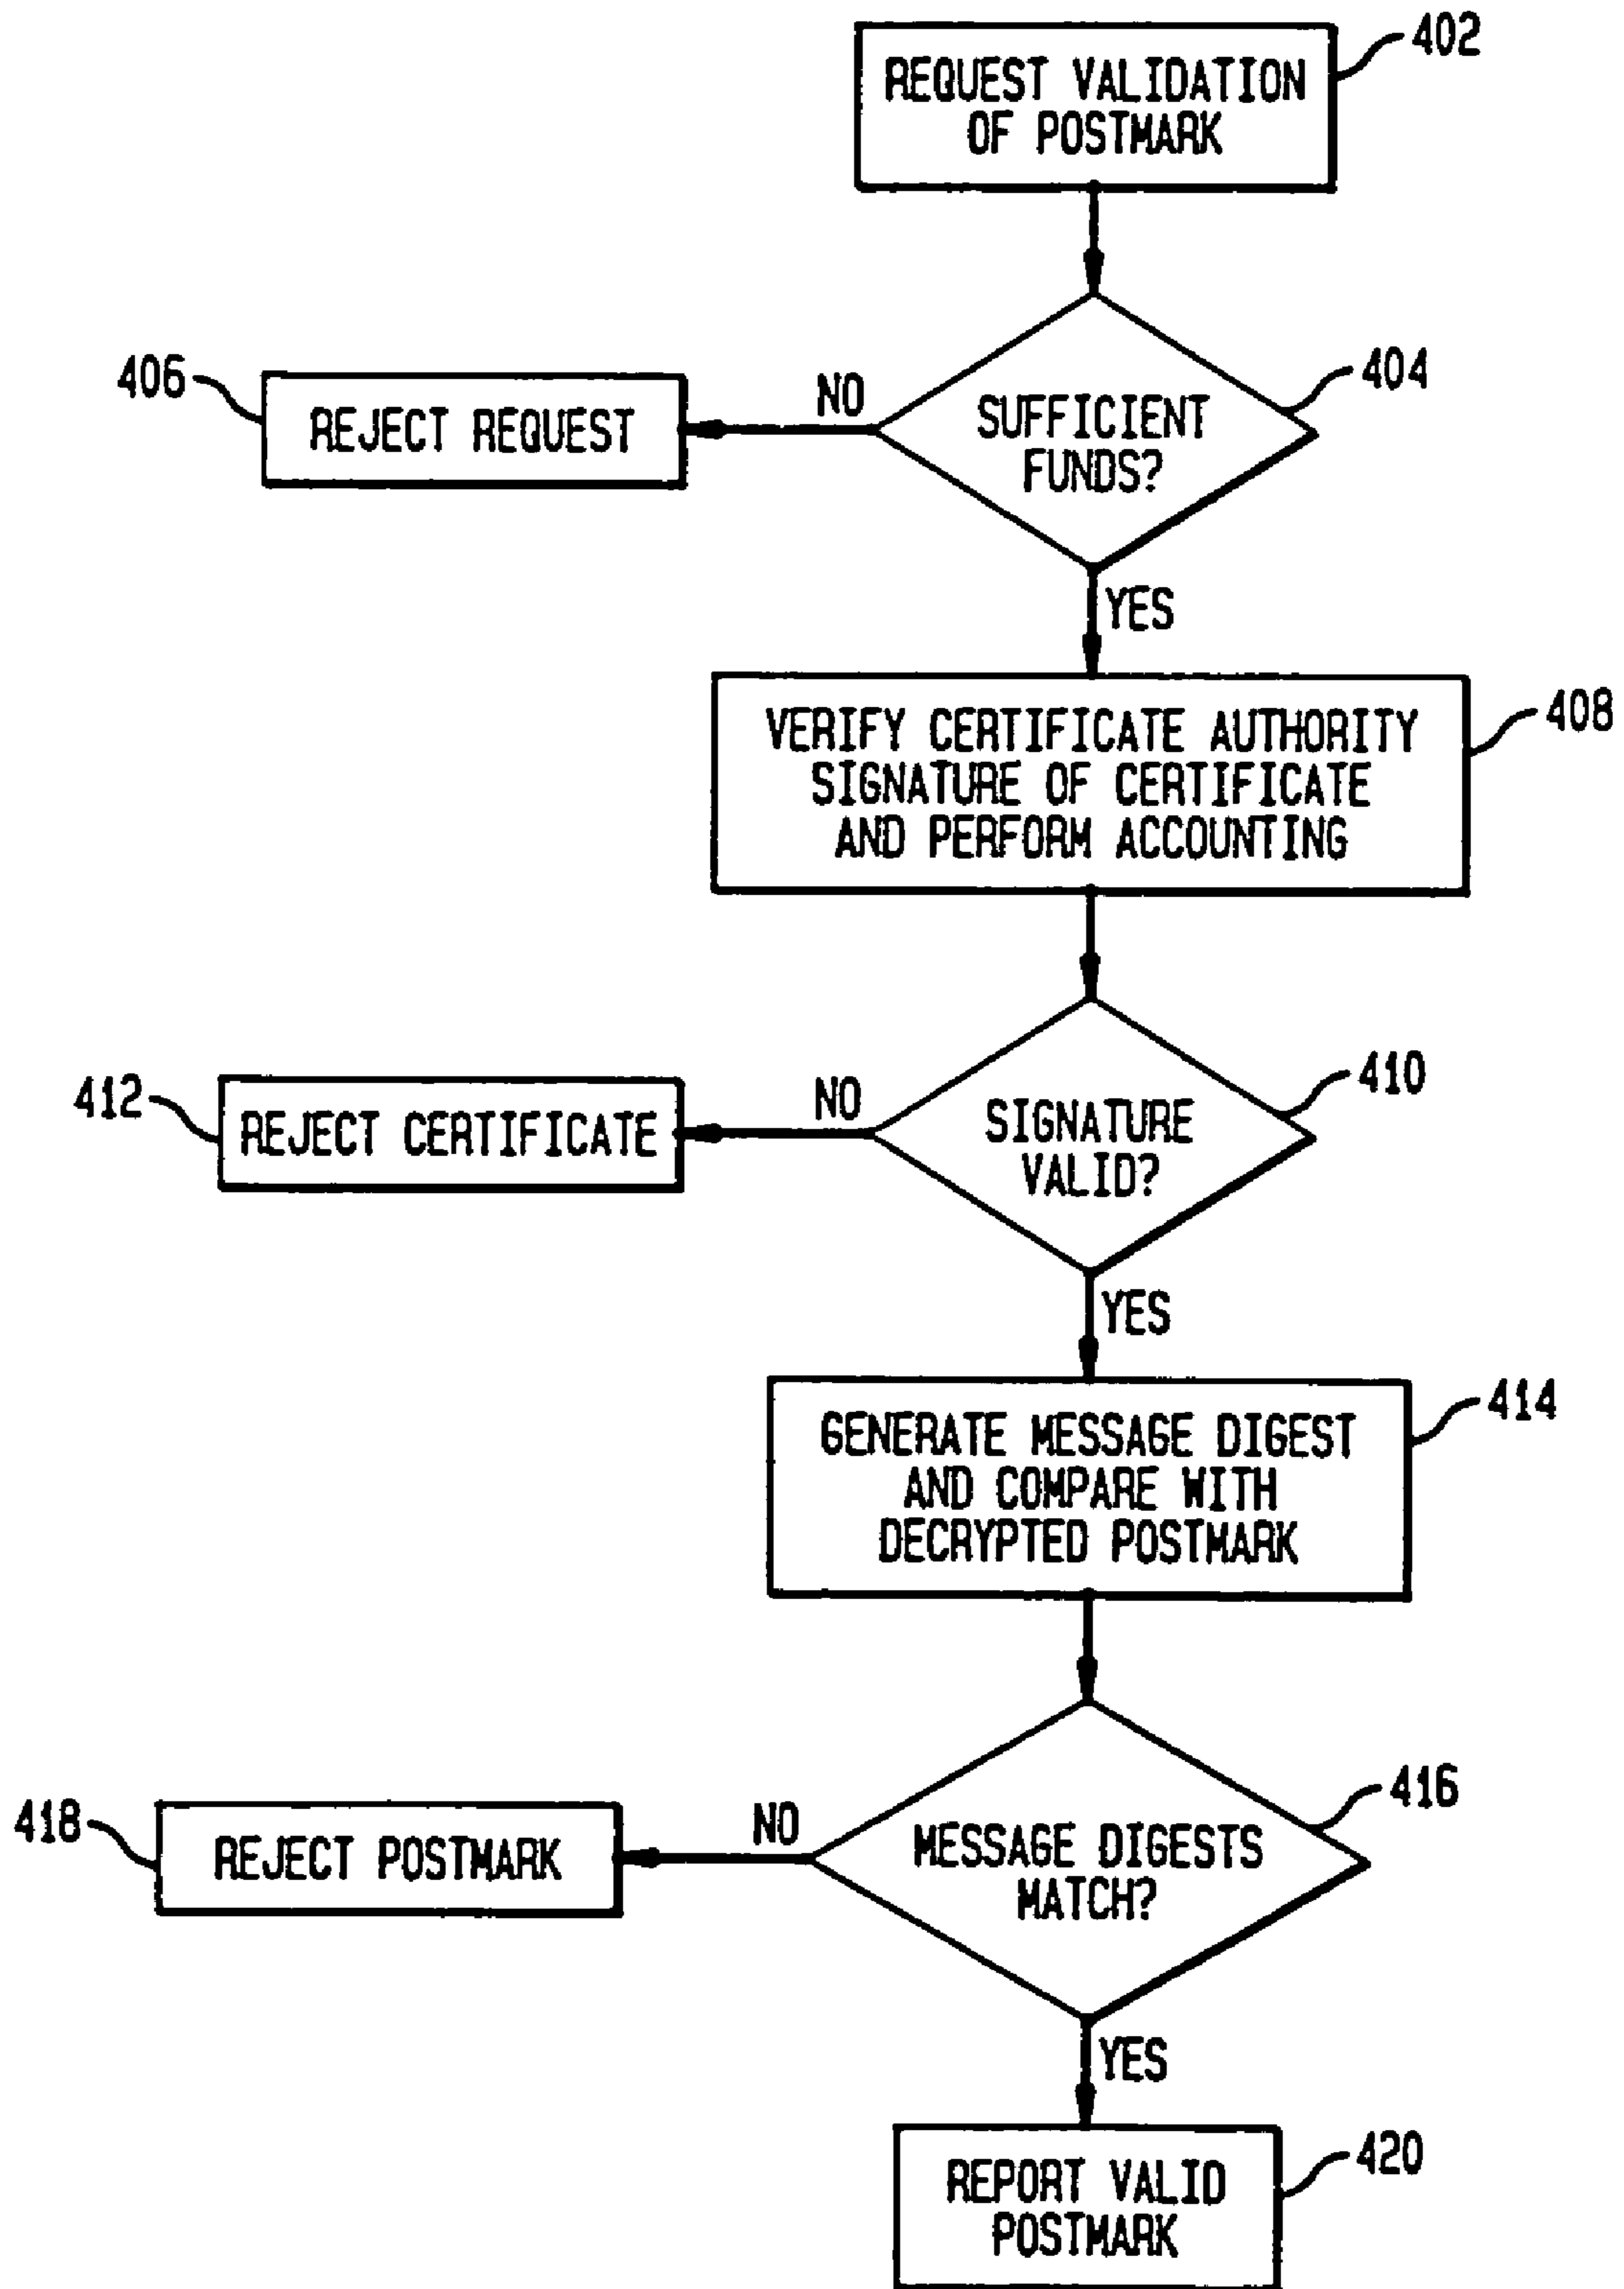 402
REQUEST VALIDATION
OF POSTMARK
404
SUFFICIENT
FUNDS?
NO
406
REJECT REQUEST
YES
408
VERIFY CERTIFICATE AUTHORITY
SIGNATURE OF CERTIFICATE
AND PERFORM ACCOUNTING
410
SIGNATURE
VALID?
NO
412
REJECT CERTIFICATE
YES
414
GENERATE MESSAGE DIGEST
AND COMPARE WITH
DECRYPTED POSTMARK
416
MESSAGE DIGESTS
MATCH?
NO
418
REJECT POSTMARK
YES
420
REPORT VALID
POSTMARK